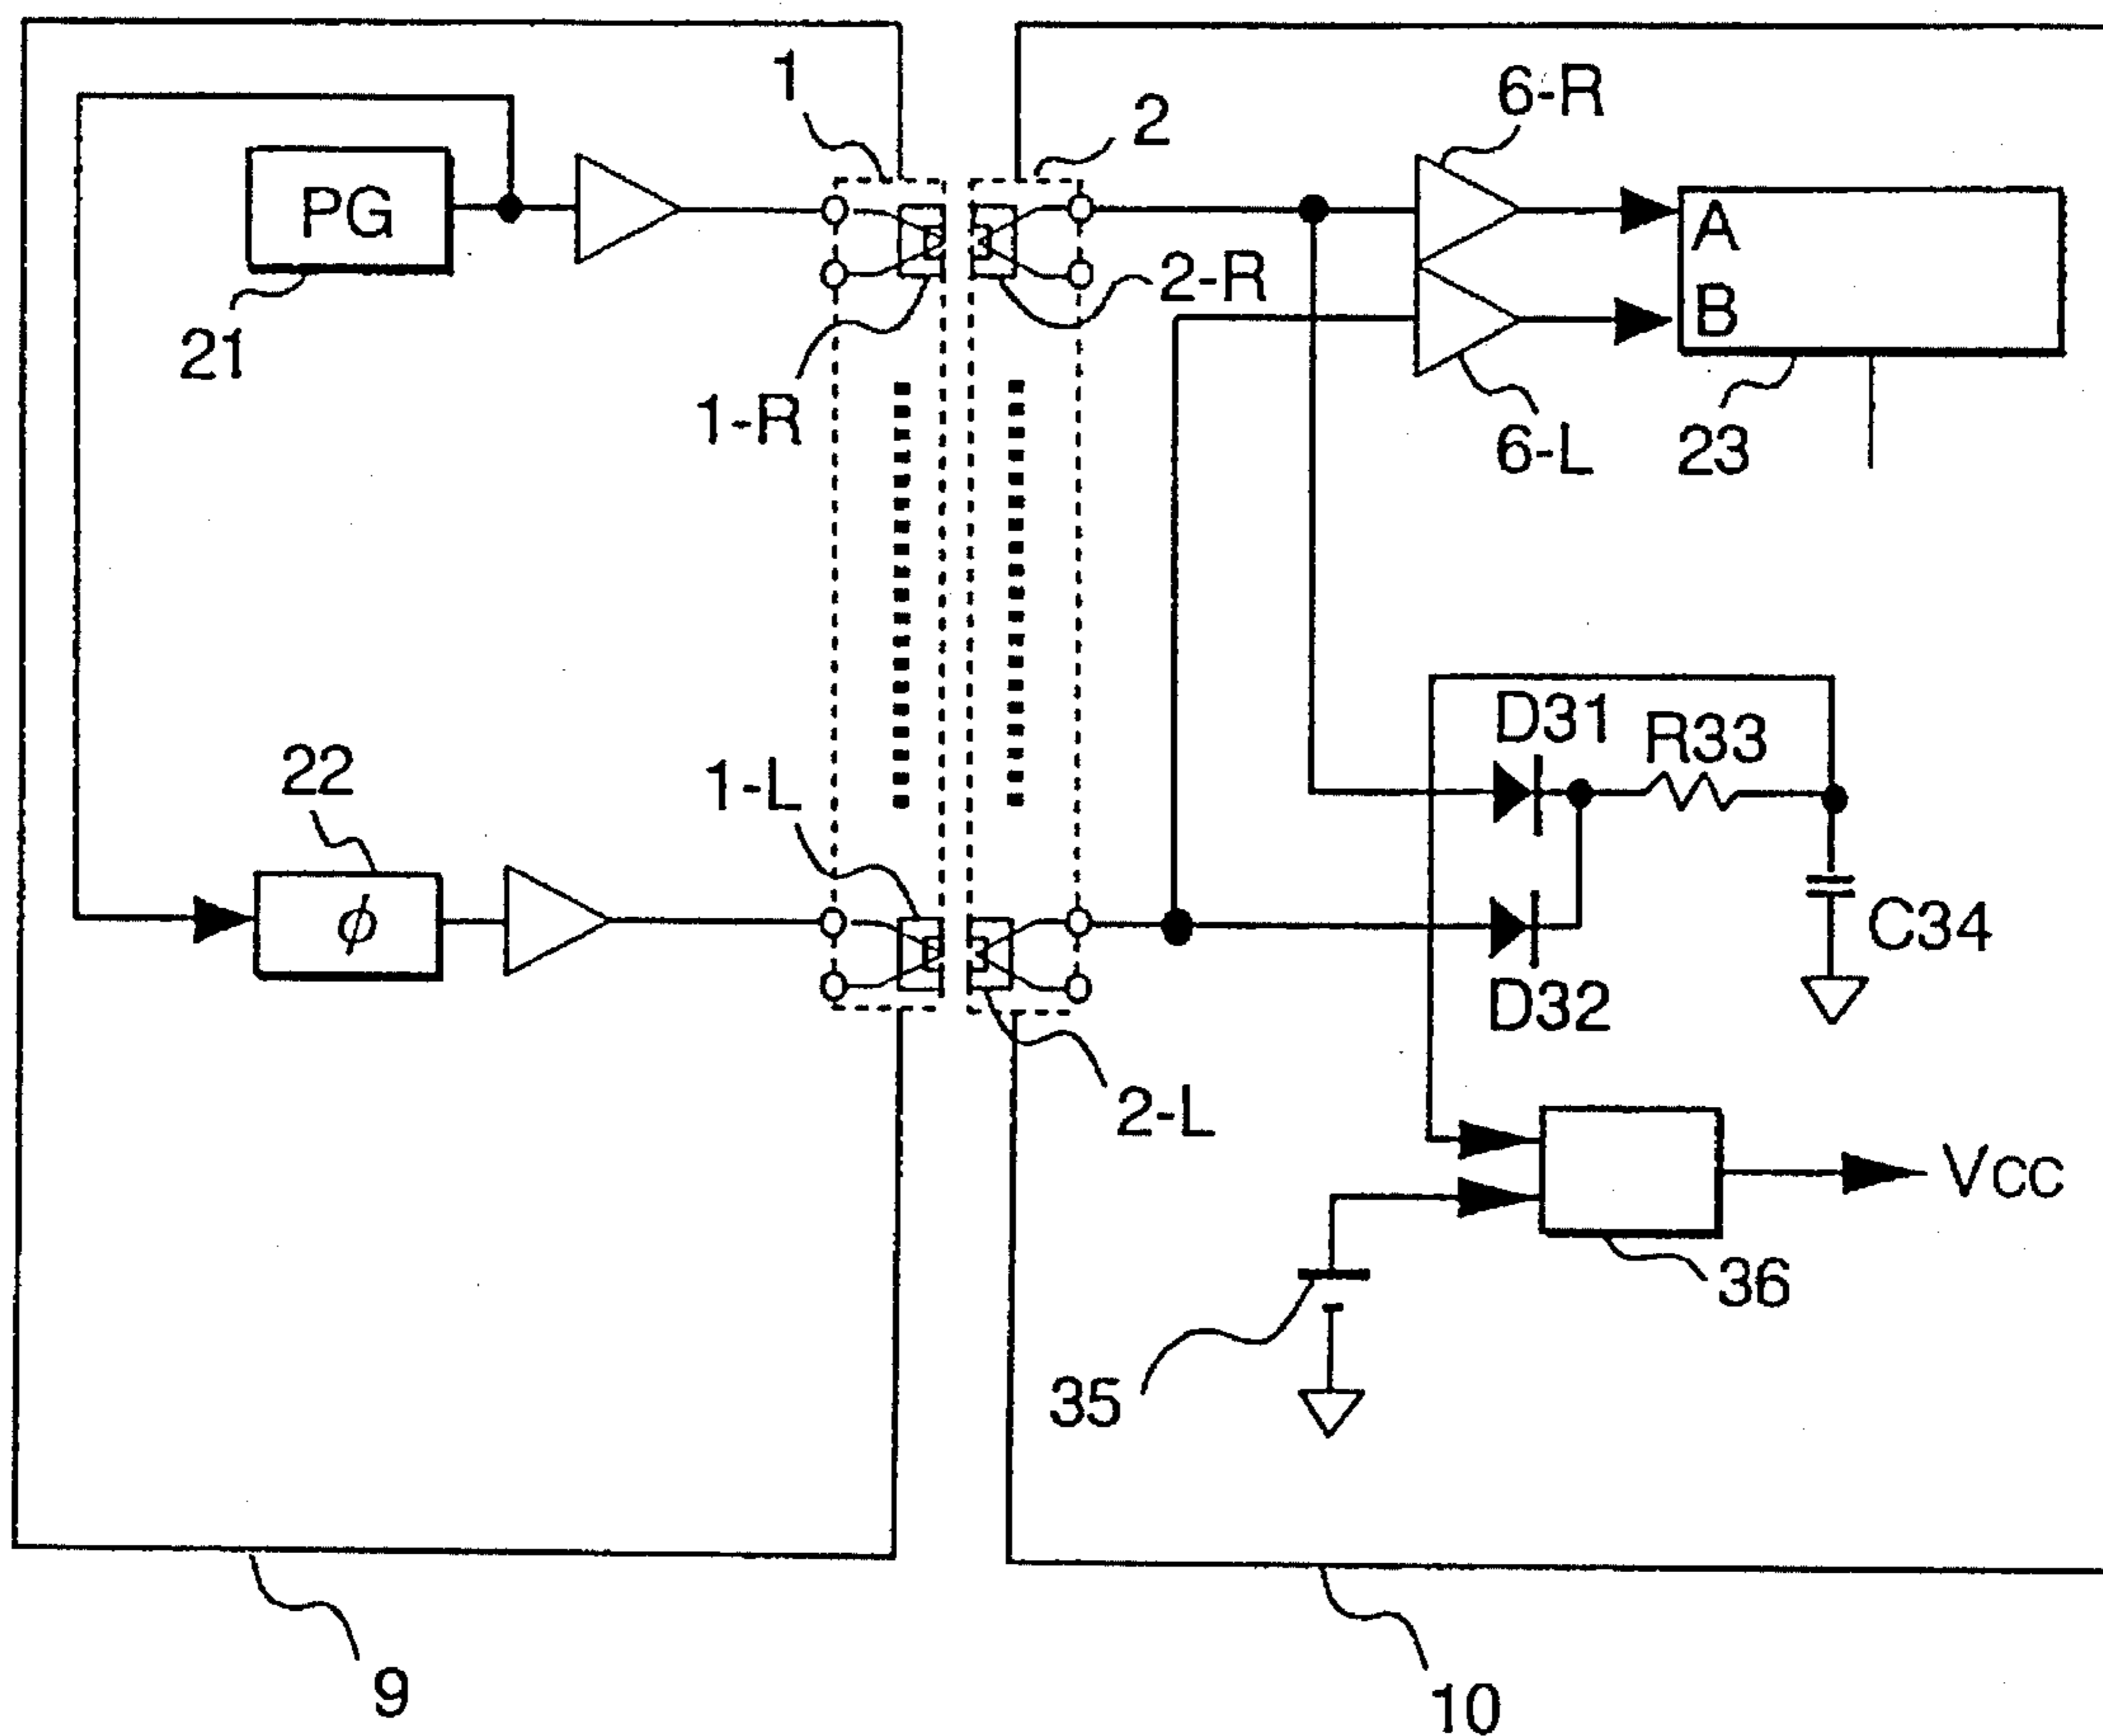 1
2
6-R
PG
A
2-R
B
21
1-R
6-L
23
D31
R33
22
1-L
ϕ
C34
D32
2-L
VCC
36
35
9
10